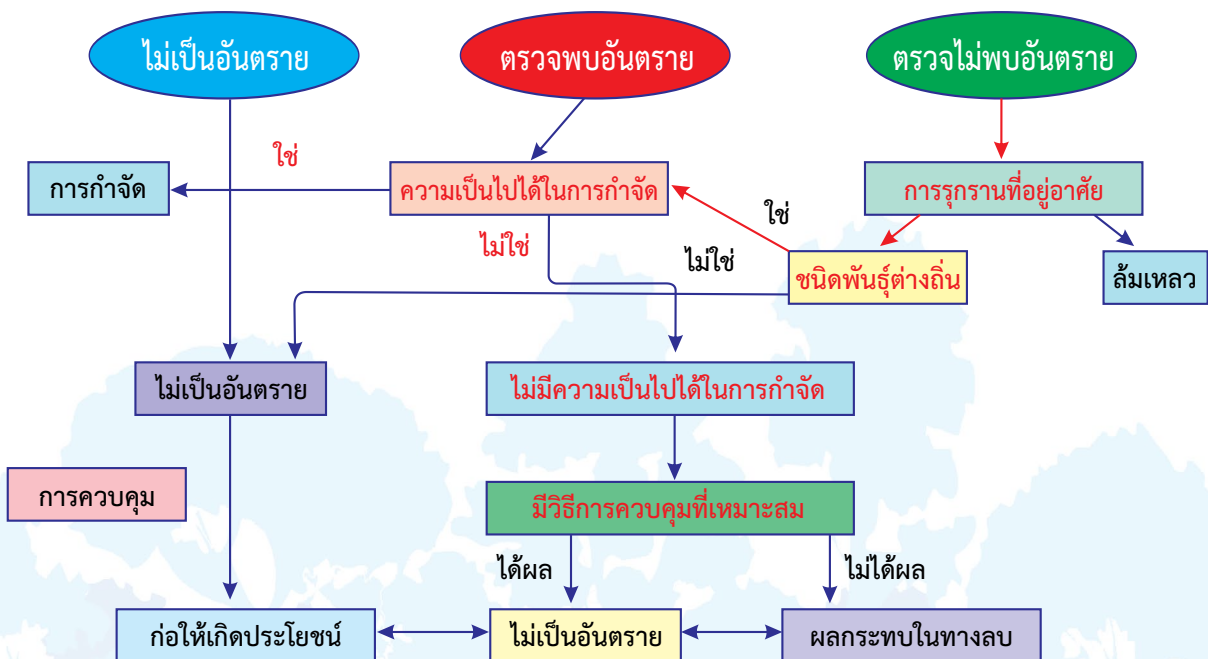 ไม่เป็นอันตราย
ตรวจพบอันตราย
ตรวจไม่พบอันตราย
ใช่
การกำจัด
ความเป็นไปได้ในการกำจัด
การรุกรานที่อยู่อาศัย
ใช่
ไม่ใช่
ไม่ใช่
ชนิดพันธุ์ต่างถิ่น
ล้มเหลว
ไม่เป็นอันตราย
ไม่มีความเป็นไปได้ในการกำจัด
การควบคุม
มีวิธีการควบคุมที่เหมาะสม
ได้ผล
ไม่ได้ผล
ก่อให้เกิดประโยชน์
ไม่เป็นอันตราย
ผลกระทบในทางลบ